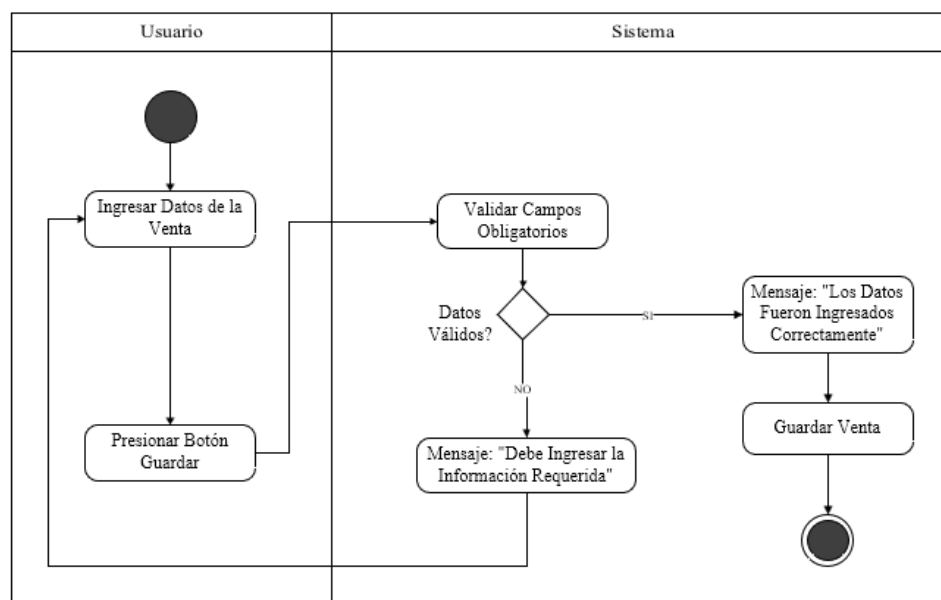 Usuario
Sistema
Ingresar Datos de la
Venta
Presionar Botón
Guardar
Validar Campos
Obligatorios
Datos
Válidos?
SI
NO
Mensaje: "Debe Ingresar la
Información Requerida"
Mensaje: "Los Datos
Fueron Ingresados
Correctamente"
Guardar Venta